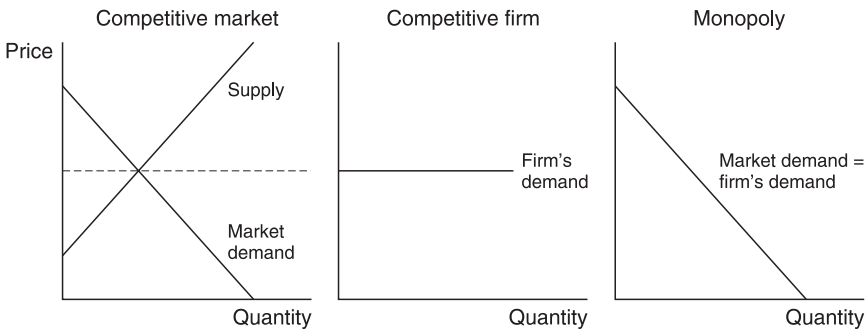 Competitive market
Competitive firm
Monopoly
Price
Supply
Market
demand
Quantity
Firm's
demand
Quantity
Market demand =
firm's demand
Quantity